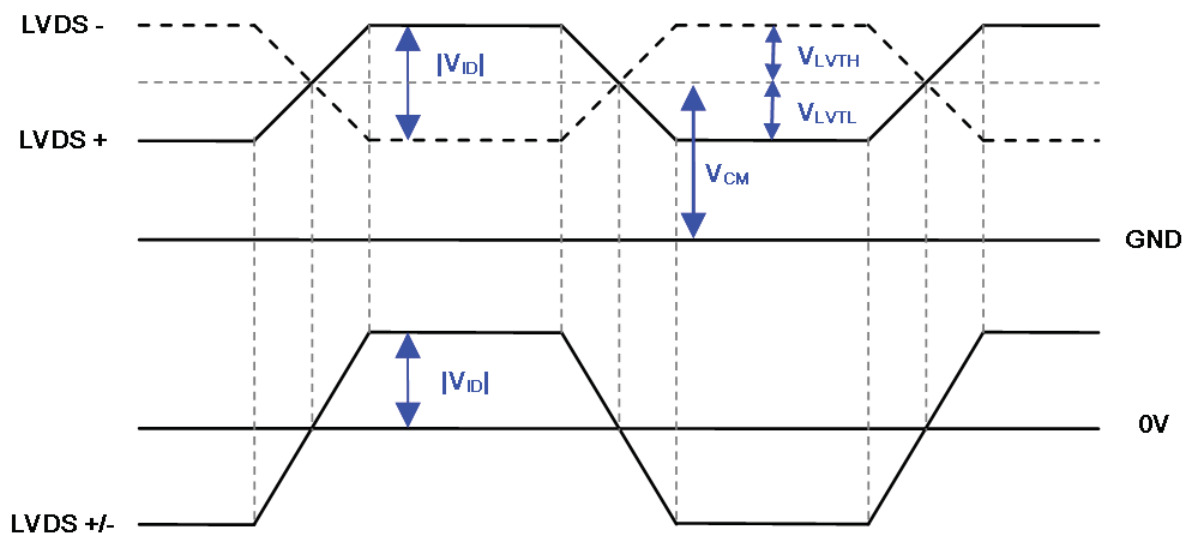 LVDS -
|VID|
VLVTH
LVDS +
VLVTL
VCM
GND
|VID|
0V
LVDS +/-